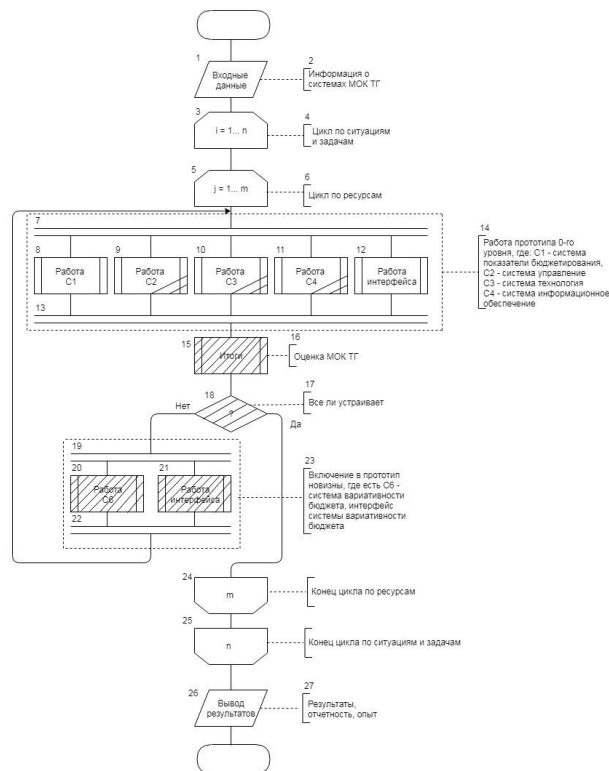 1
2
Входные
данные
Информация о
системах МОК ТГ
3
4
i = 1... n
Цикл по ситуациям
и задачам
5
6
j = 1... m
Цикл по ресурсам
7
8
Работа
С1
9
Работа
С2
10
Работа
С3
11
Работа
С4
12
Работа
интерфейса
13
14
Работа прототипа 0-го
уровня, где: С1 - система
показатели бюджетирования,
С2 - система управление
С3 - система технология
С4 - система информационное
обеспечение
15
Итоги
16
Оценка МОК ТГ
17
Все ли устраивает
18
?
Нет
Да
19
20
Работа
С6
21
Работа
интерфейса
22
23
Включение в прототип
новизны, где есть С6 -
система вариативности
бюджета, интерфейс
системы вариативности
бюджета
24
m
Конец цикла по ресурсам
25
n
Конец цикла по ситуациям и задачам
26
Вывод
результатов
27
Результаты,
отчетность, опыт